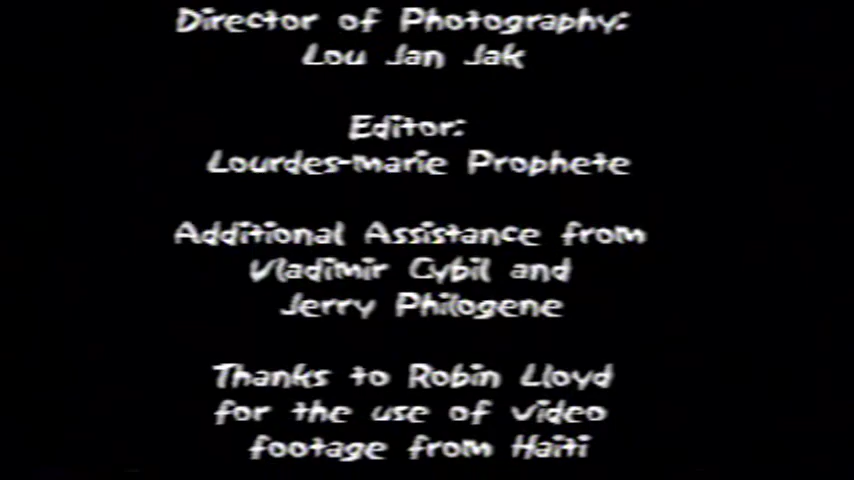 Director of Photography:
Lou Jan Jak
Editor:
Lourdes-marie Prophete
Additional Assistance from
Vladimir Cybil and
Jerry Philogene
Thanks to Robin Lloyd
for the use of video
footage from Haiti